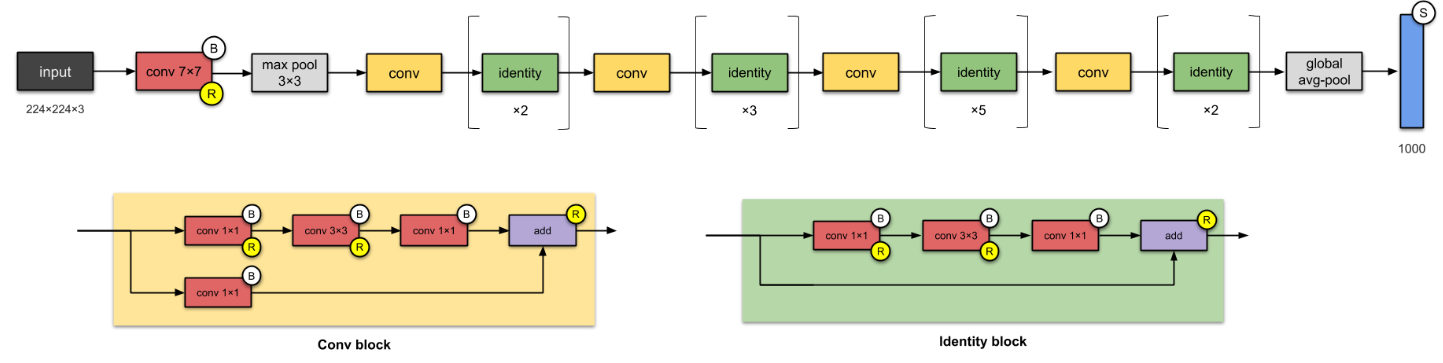 S
B
input
conv 7×7
R
max pool
3×3
conv
identity
conv
identity
conv
identity
conv
identity
global
avg-pool
224×224×3
×2
×3
×5
×2
1000
B
B
B
R
conv 1×1
conv 3×3
conv 1×1
add
R
R
B
conv 1×1
Conv block
B
B
B
R
conv 1×1
conv 3×3
conv 1×1
add
R
R
Identity block